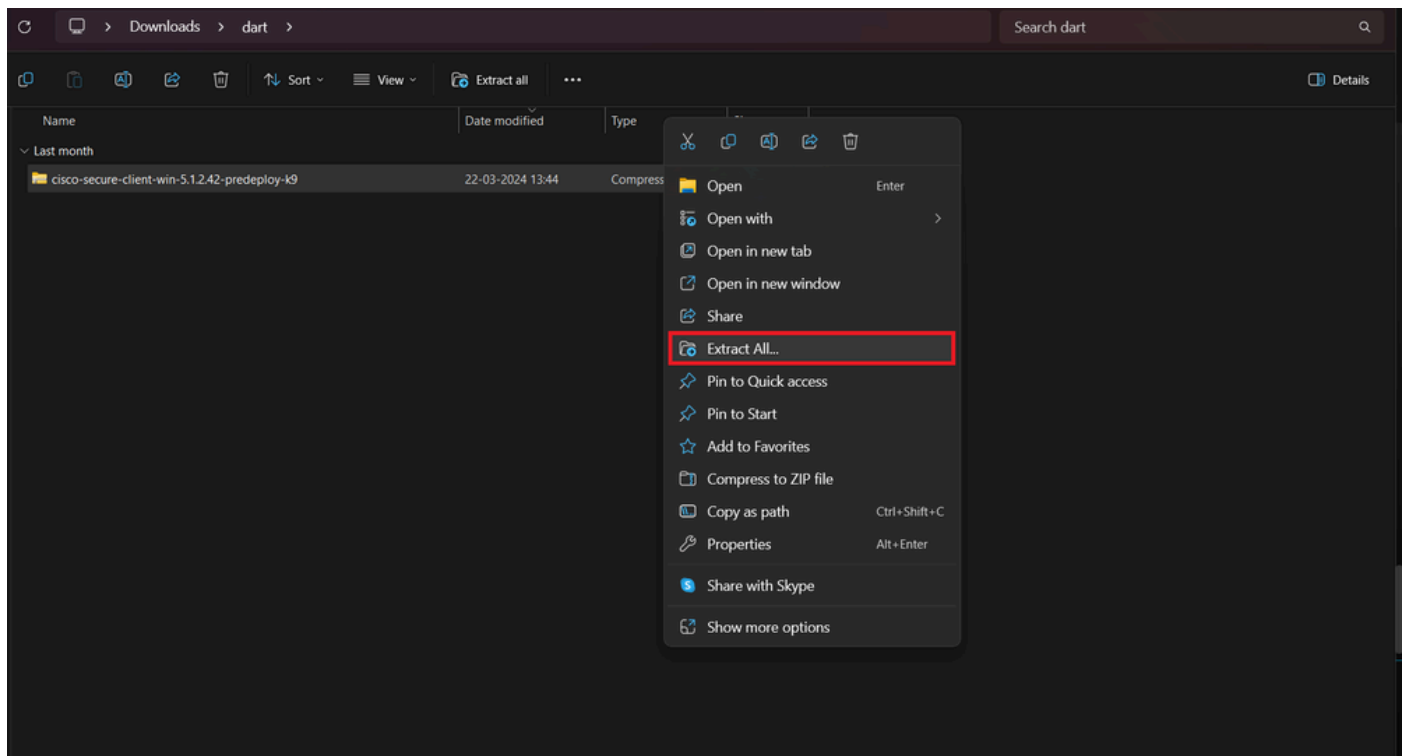 Downloads > dart >
Search dart
Sort
View
Extract all
Details
Name
Date modified
Type
Last month
cisco-secure-client-win-5.1.2.42-predeploy-k9
22-03-2024 13:44
Compress
Open Enter
Open with
Open in new tab
Open in new window
Share
Extract All...
Pin to Quick access
Pin to Start
Add to Favorites
Compress to ZIP file
Copy as path Ctrl+Shift+C
Properties Alt+Enter
Share with Skype
Show more options